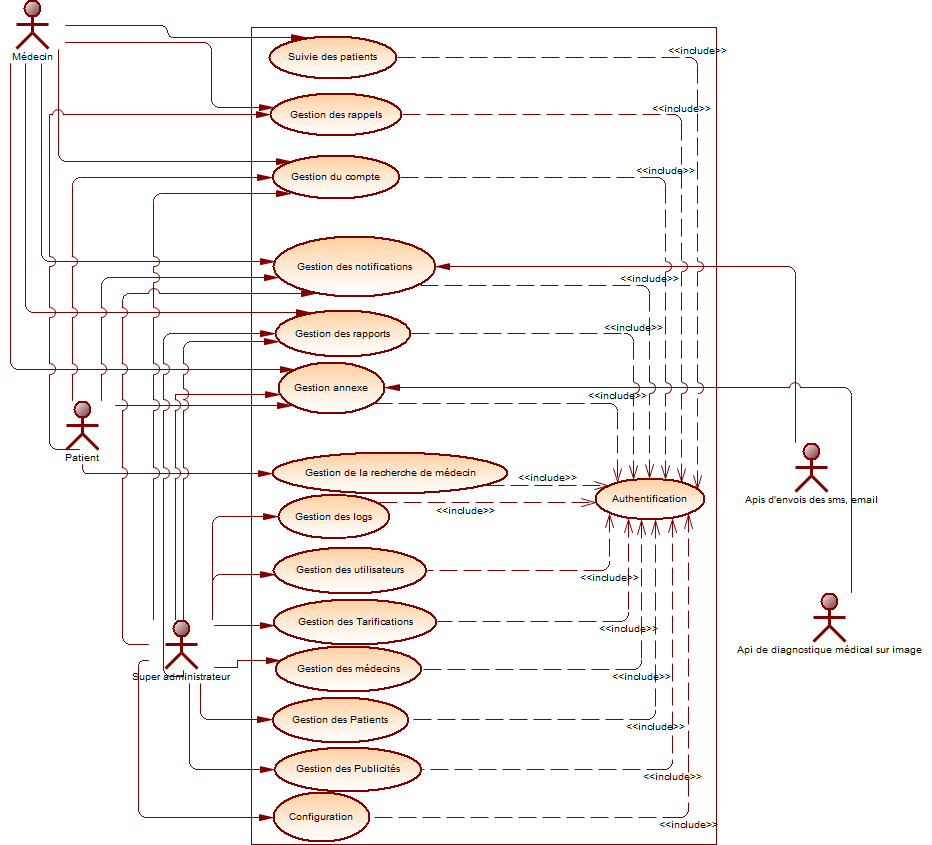 Médecin
<<include>>
Suivie des patients
<<include>>
Gestion des rappels
<<include>>
Gestion du compte
Gestion des notifications
<<include>>
<<include>>
Gestion des rapports
Gestion annexe
<<include>>
Patient
Gestion de la recherche de médecin
<<include>>
Authentification
Apis d'envois des sms, email
<<include>>
Gestion des logs
Gestion des utilisateurs
<<include>>
Gestion des Tarifications
<<include>>
Api de diagnostique médical sur image
Gestion des médecins
<<include>>
Super administrateur
Gestion des Patients
<<include>>
Gestion des Publicités
<<include>>
Configuration
<<include>>